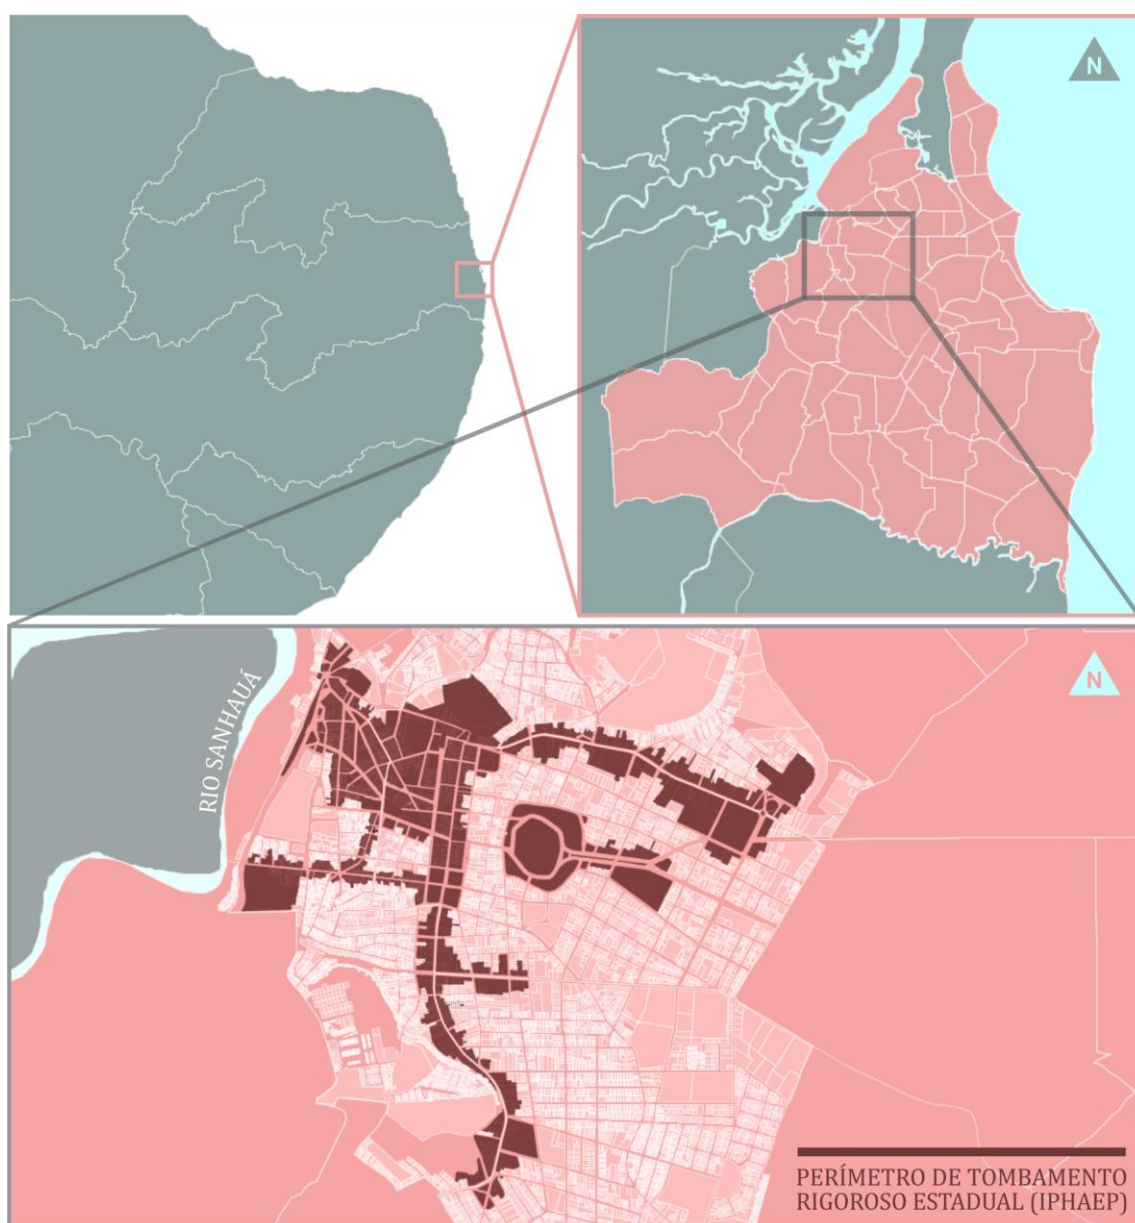 N
RIO SANHAUÁ
N
PERÍMETRO DE TOMBAMENTO
RIGOROSO ESTADUAL (IPHAEP)